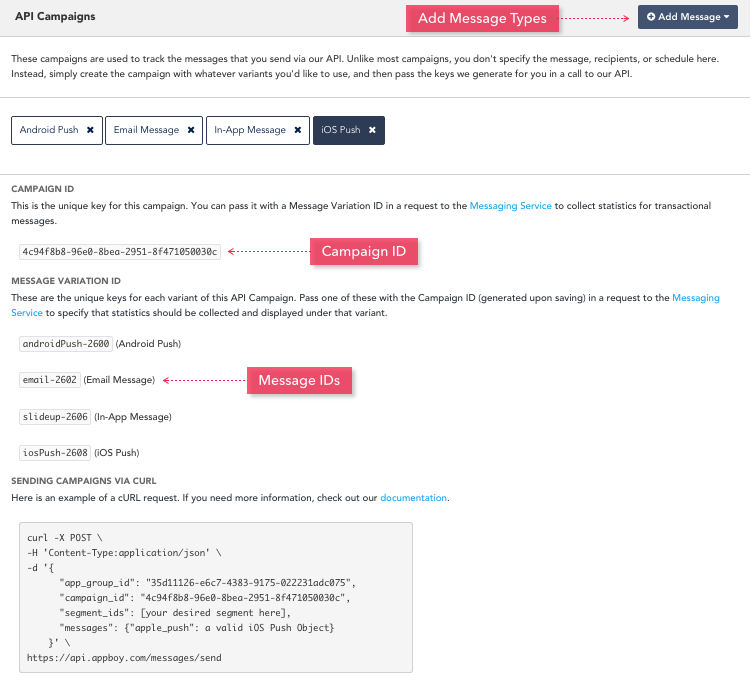 API Campaigns
Add Message Types
Add Message
These campaigns are used to track the messages that you send via our API. Unlike most campaigns, you don't specify the message, recipients, or schedule here.
Instead, simply create the campaign with whatever variants you'd like to use, and then pass the keys we generate for you in a call to our API.
Android Push ✖ Email Message ✖ In-App Message ✖ iOS Push ✖
CAMPAIGN ID
This is the unique key for this campaign. You can pass it with a Message Variation ID in a request to the Messaging Service to collect statistics for transactional
messages.
4c94f8b8-96e0-8bea-2951-8f471050030c
Campaign ID
MESSAGE VARIATION ID
These are the unique keys for each variant of this API Campaign. Pass one of these with the Campaign ID (generated upon saving) in a request to the Messaging
Service to specify that statistics should be collected and displayed under that variant.
androidPush-2600 (Android Push)
email-2602 (Email Message)
Message IDs
slideup-2606 (In-App Message)
iosPush-2608 (iOS Push)
SENDING CAMPAIGNS VIA CURL
Here is an example of a cURL request. If you need more information, check out our documentation.
curl -X POST \
-H 'Content-Type:application/json' \
-d '{
"app_group_id": "35d11126-e6c7-4383-9175-022231adc075",
"campaign_id": "4c94f8b8-96e0-8bea-2951-8f471050030c",
"segment_ids": [your desired segment here],
"messages": {"apple_push": a valid iOS Push Object}
}' \
https://api.appboy.com/messages/send